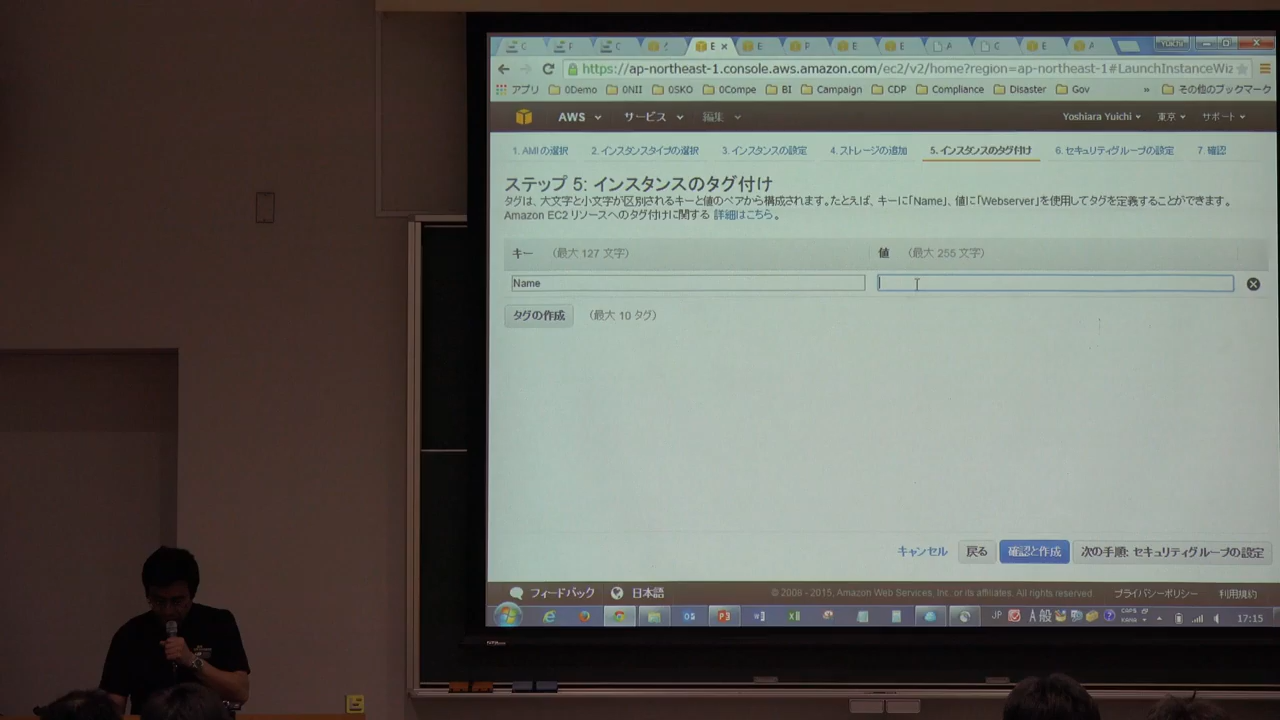 E
E
P
E
E
A
C
E
A
Yuichi
https://ap-northeast-1.console.aws.amazon.com/ec2/v2/home?region=ap-northeast-1#LaunchInstanceWiz
アプリ 0Demo 0NII 0SKO 0Compe BI Campaign CDP Compliance Disaster Gov » その他のブックマーク
AWS サービス 編集 Yoshiara Yuichi 東京 サポート
1. AMI の選択 2. インスタンスタイプの選択 3. インスタンスの設定 4. ストレージの追加 5. インスタンスのタグ付け 6. セキュリティグループの設定 7. 確認
ステップ 5: インスタンスのタグ付け
タグは、大文字と小文字が区別されるキーと値のペアから構成されます。たとえば、キーに「Name」、値に「Webserver」を使用してタグを定義することができます。
Amazon EC2 リソースへのタグ付けに関する 詳細はこちら。
キー (最大 127 文字) 値 (最大 255 文字)
Name
タグの作成 (最大 10 タグ)
キャンセル 戻る 確認と作成 次の手順: セキュリティグループの設定
フィードバック 日本語 © 2008 - 2015, Amazon Web Services, Inc. or its affiliates. All rights reserved. プライバシーポリシー 利用規約
JP A 般 CAPS KANA 17:15